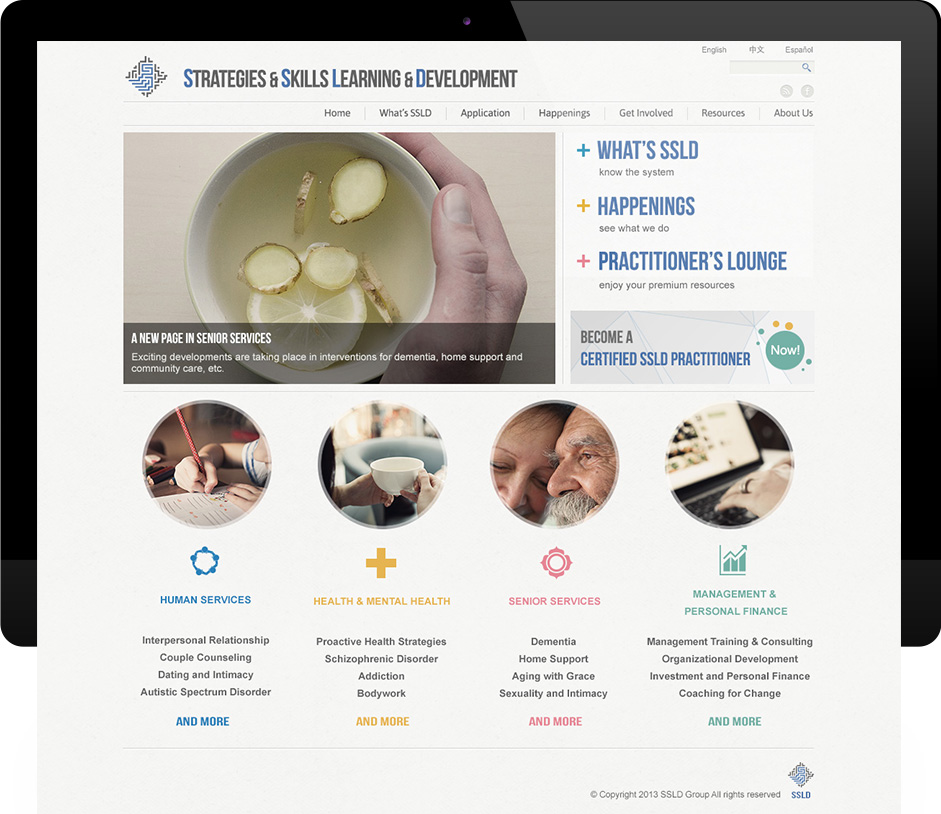 English 中文 Español
STRATEGIES & SKILLS LEARNING & DEVELOPMENT
Home What's SSLD Application Happenings Get Involved Resources About Us
A NEW PAGE IN SENIOR SERVICES
Exciting developments are taking place in interventions for dementia, home support and
community care, etc.
+ WHAT'S SSLD
know the system
+ HAPPENINGS
see what we do
+ PRACTITIONER'S LOUNGE
enjoy your premium resources
BECOME A
CERTIFIED SSLD PRACTITIONER
Now!
HUMAN SERVICES
Interpersonal Relationship
Couple Counseling
Dating and Intimacy
Autistic Spectrum Disorder
AND MORE
HEALTH & MENTAL HEALTH
Proactive Health Strategies
Schizophrenic Disorder
Addiction
Bodywork
AND MORE
SENIOR SERVICES
Dementia
Home Support
Aging with Grace
Sexuality and Intimacy
AND MORE
MANAGEMENT &
PERSONAL FINANCE
Management Training & Consulting
Organizational Development
Investment and Personal Finance
Coaching for Change
AND MORE
© Copyright 2013 SSLD Group All rights reserved
SSLD